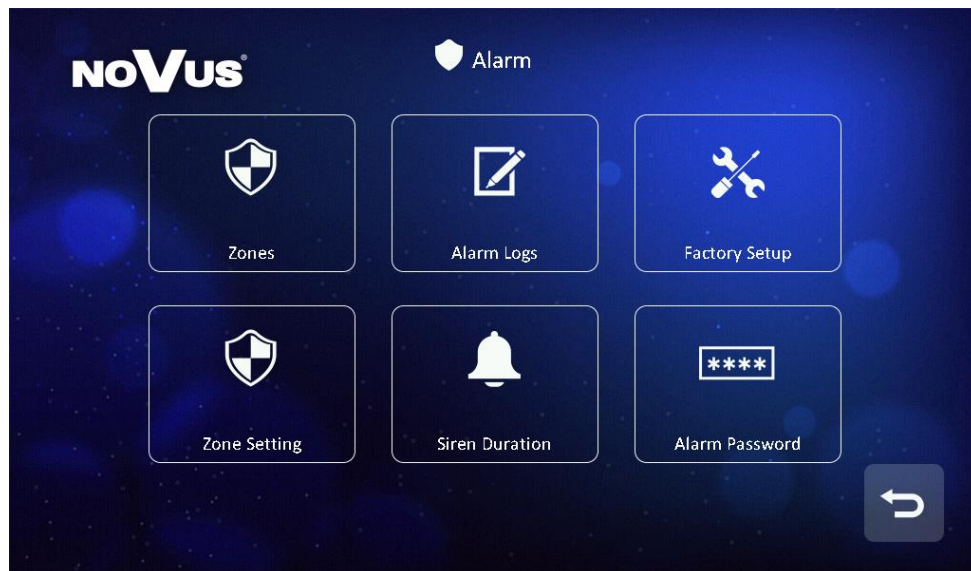 NOVUS®
Alarm
Zones
Alarm Logs
Factory Setup
Zone Setting
Siren Duration
****
Alarm Password